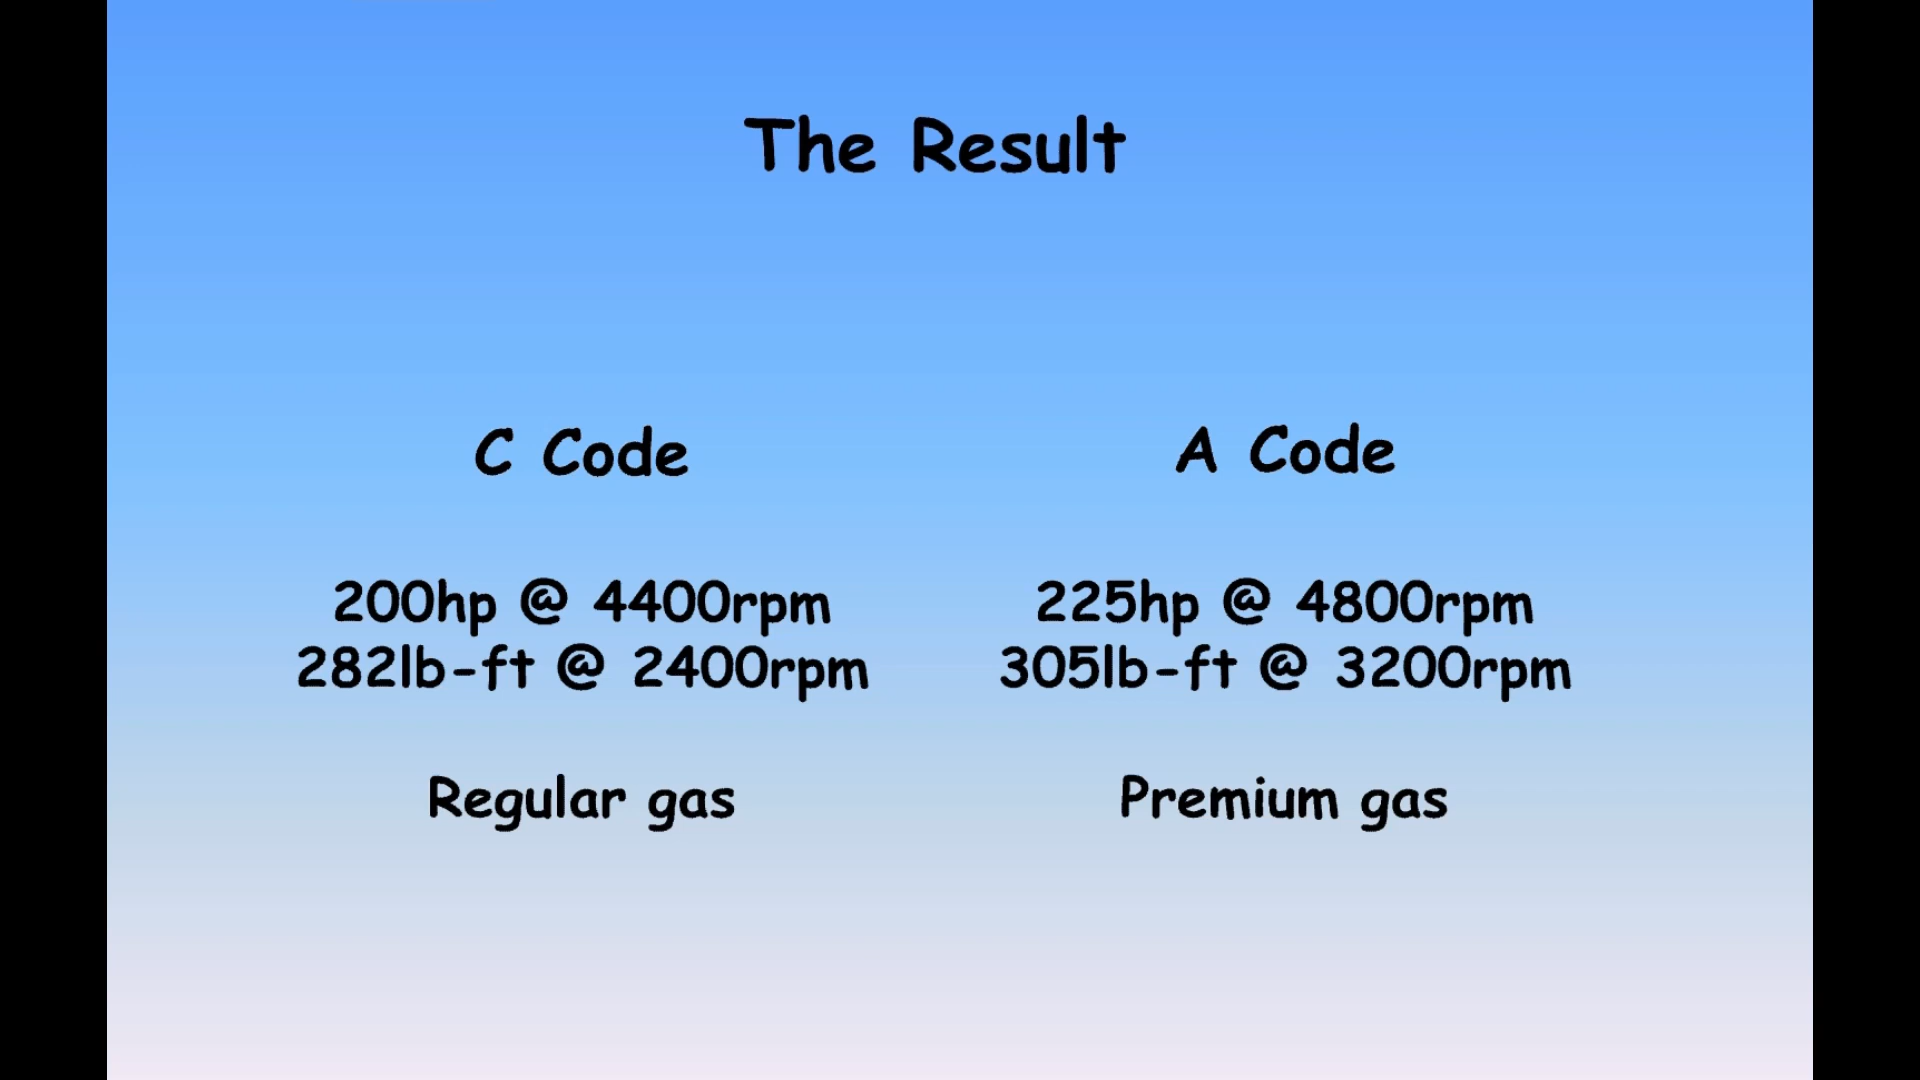 The Result
C Code
200hp @ 4400rpm
282lb-ft @ 2400rpm
Regular gas
A Code
225hp @ 4800rpm
305lb-ft @ 3200rpm
Premium gas